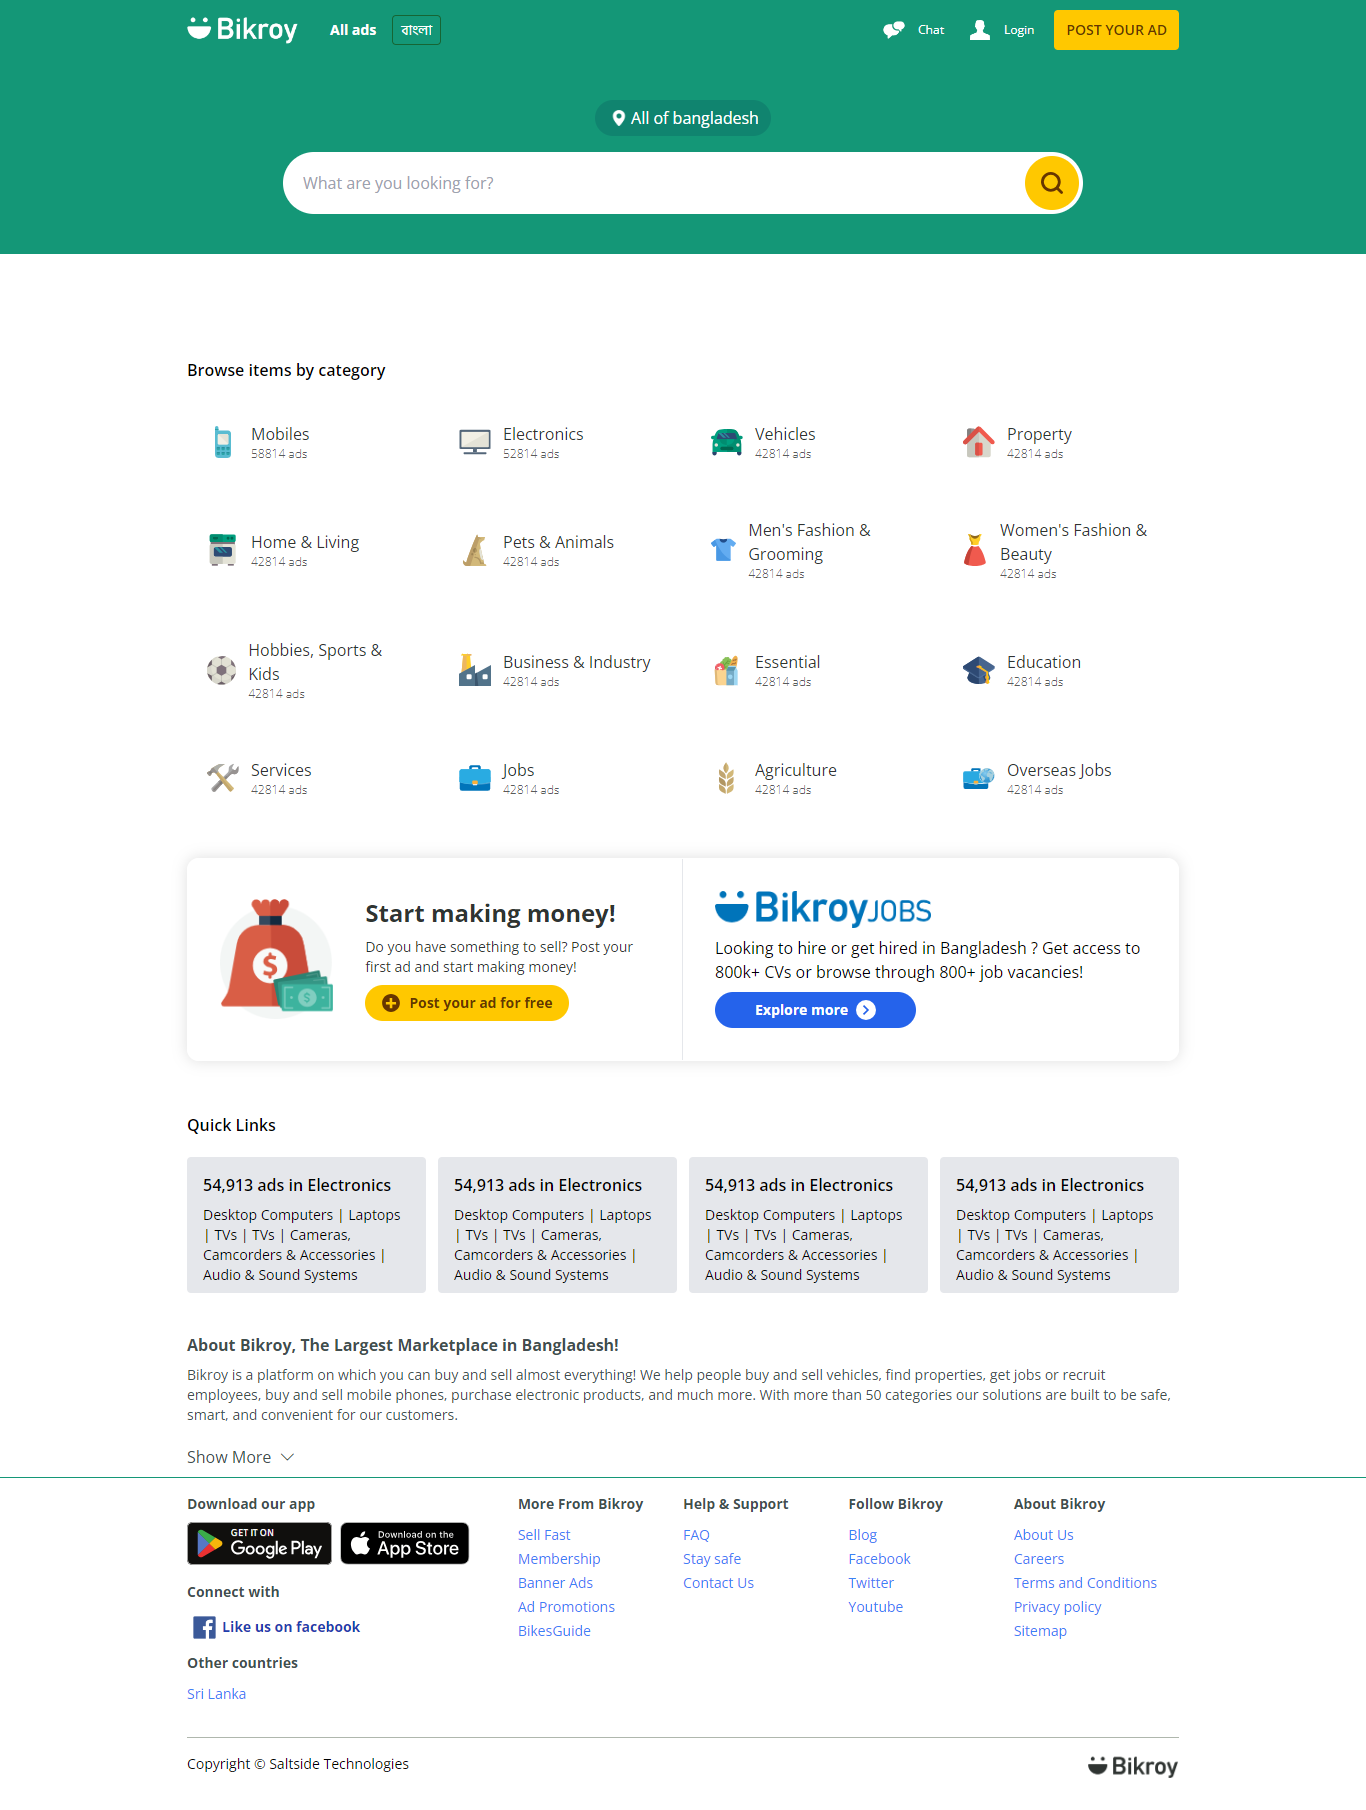 Bikroy
All ads
বাংলা
Chat
Login
POST YOUR AD
All of bangladesh
What are you looking for?
Browse items by category
Mobiles
58814 ads
Electronics
52814 ads
Vehicles
42814 ads
Property
42814 ads
Home & Living
42814 ads
Pets & Animals
42814 ads
Men's Fashion &
Grooming
42814 ads
Women's Fashion &
Beauty
42814 ads
Hobbies, Sports &
Kids
42814 ads
Business & Industry
42814 ads
Essential
42814 ads
Education
42814 ads
Services
42814 ads
Jobs
42814 ads
Agriculture
42814 ads
Overseas Jobs
42814 ads
Start making money!
Do you have something to sell? Post your
first ad and start making money!
Post your ad for free
BikroyJOBS
Looking to hire or get hired in Bangladesh ? Get access to
800k+ CVs or browse through 800+ job vacancies!
Explore more
Quick Links
54,913 ads in Electronics
Desktop Computers | Laptops
| TVs | TVs | Cameras,
Camcorders & Accessories |
Audio & Sound Systems
54,913 ads in Electronics
Desktop Computers | Laptops
| TVs | TVs | Cameras,
Camcorders & Accessories |
Audio & Sound Systems
54,913 ads in Electronics
Desktop Computers | Laptops
| TVs | TVs | Cameras,
Camcorders & Accessories |
Audio & Sound Systems
54,913 ads in Electronics
Desktop Computers | Laptops
| TVs | TVs | Cameras,
Camcorders & Accessories |
Audio & Sound Systems
About Bikroy, The Largest Marketplace in Bangladesh!
Bikroy is a platform on which you can buy and sell almost everything! We help people buy and sell vehicles, find properties, get jobs or recruit
employees, buy and sell mobile phones, purchase electronic products, and much more. With more than 50 categories our solutions are built to be safe,
smart, and convenient for our customers.
Show More
Download our app
GET IT ON
Google Play
Download on the
App Store
Connect with
Like us on facebook
Other countries
Sri Lanka
More From Bikroy
Sell Fast
Membership
Banner Ads
Ad Promotions
BikesGuide
Help & Support
FAQ
Stay safe
Contact Us
Follow Bikroy
Blog
Facebook
Twitter
Youtube
About Bikroy
About Us
Careers
Terms and Conditions
Privacy policy
Sitemap
Copyright © Saltside Technologies
Bikroy